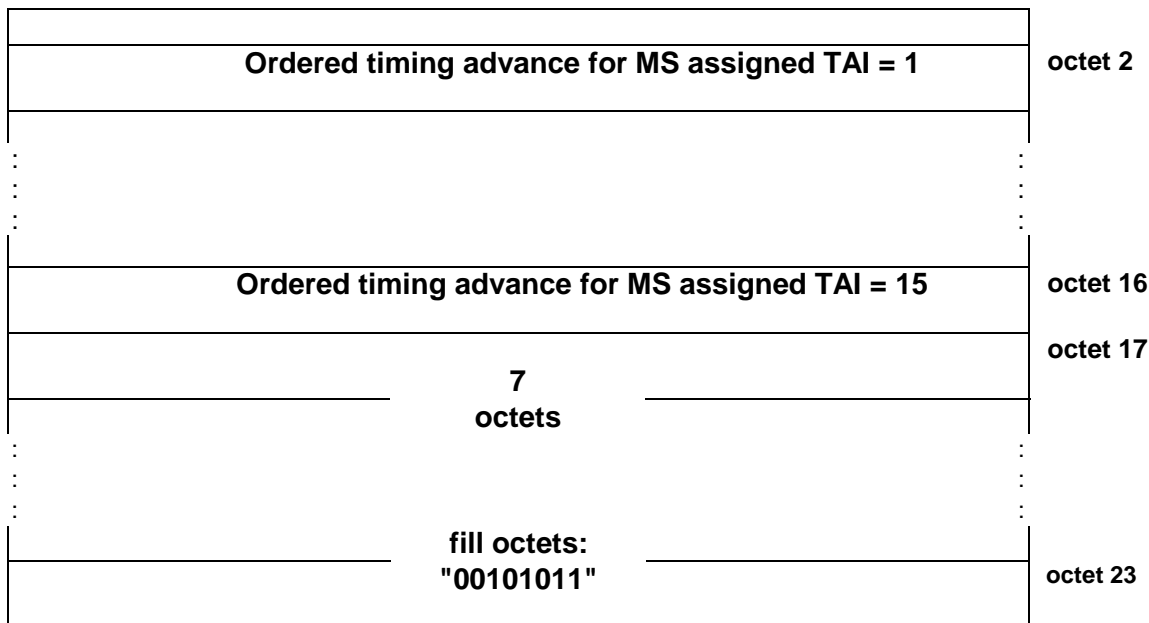 Ordered timing advance for MS assigned TAI = 1 octet 2
: :
: :
: :
Ordered timing advance for MS assigned TAI = 15 octet 16
octet 17
7
octets
: :
: :
: :
fill octets:
"00101011" octet 23